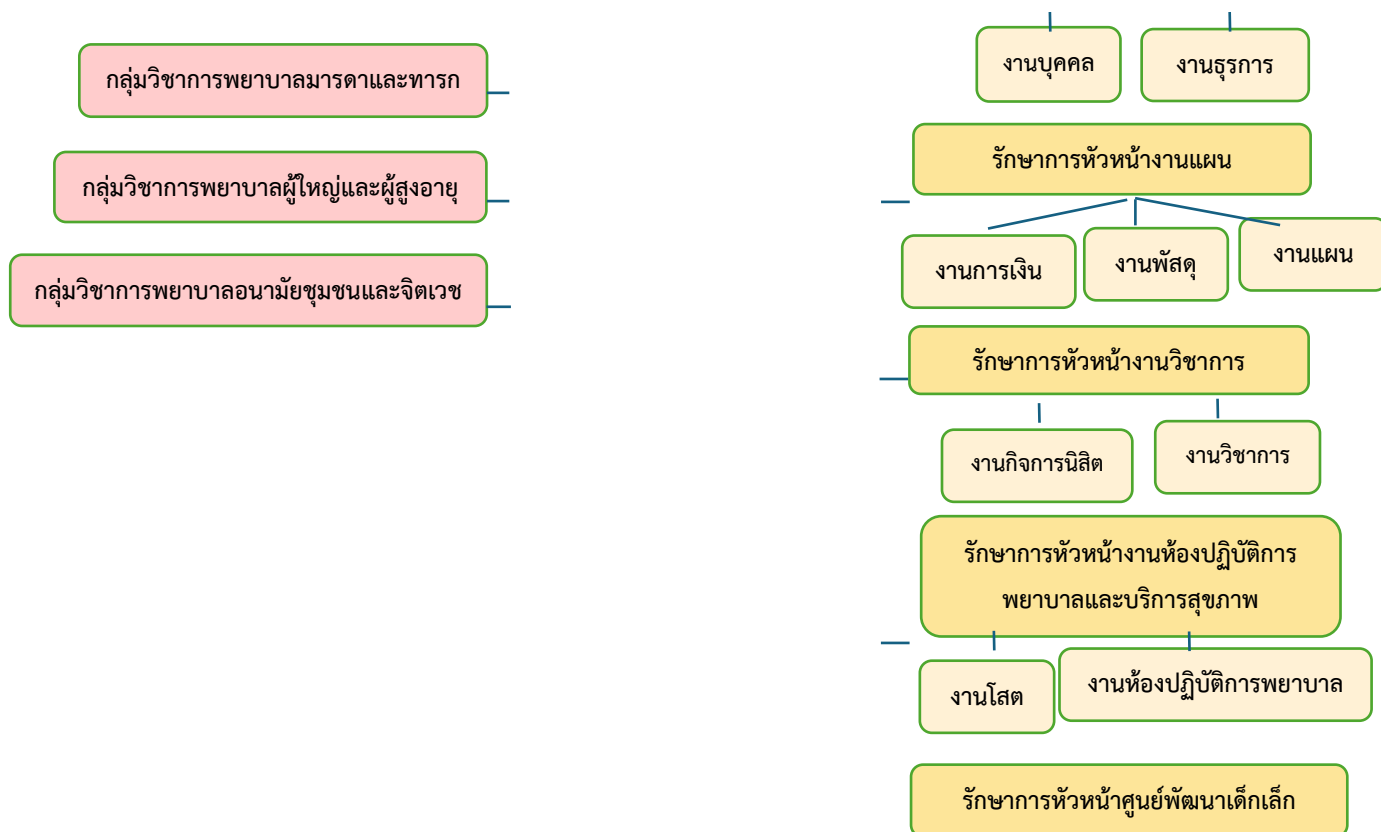 กลุ่มวิชาการพยาบาลมารดาและทารก
กลุ่มวิชาการพยาบาลผู้ใหญ่และผู้สูงอายุ
กลุ่มวิชาการพยาบาลอนามัยชุมชนและจิตเวช
งานบุคคล
งานธุรการ
รักษาการหัวหน้างานแผน
งานการเงิน
งานพัสดุ
งานแผน
รักษาการหัวหน้างานวิชาการ
งานกิจการนิสิต
งานวิชาการ
รักษาการหัวหน้างานห้องปฏิบัติการ
พยาบาลและบริการสุขภาพ
งานโสต
งานห้องปฏิบัติการพยาบาล
รักษาการหัวหน้าศูนย์พัฒนาเด็กเล็ก